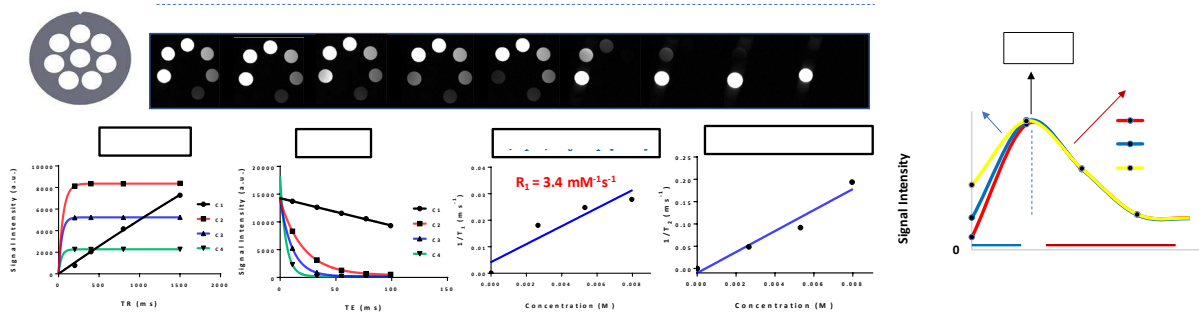 Signal Intensity (a.u.)
10000
8000
6000
4000
2000
0
0
500
1000
1500
2000
TR (ms)
C1
C2
C3
C4
Signal Intensity (a.u.)
20000
15000
10000
5000
0
0
50
100
150
TE (ms)
C1
C2
C3
C4
R1 = 3.4 mM-1s-1
1/T1 (ms-1)
0.04
0.03
0.02
0.01
0.00
0.000
0.002
0.004
0.006
0.008
Concentration (M)
1/T2 (ms-1)
0.25
0.20
0.15
0.10
0.05
0.00
0.000
0.002
0.004
0.006
0.008
Concentration (M)
Signal Intensity
0